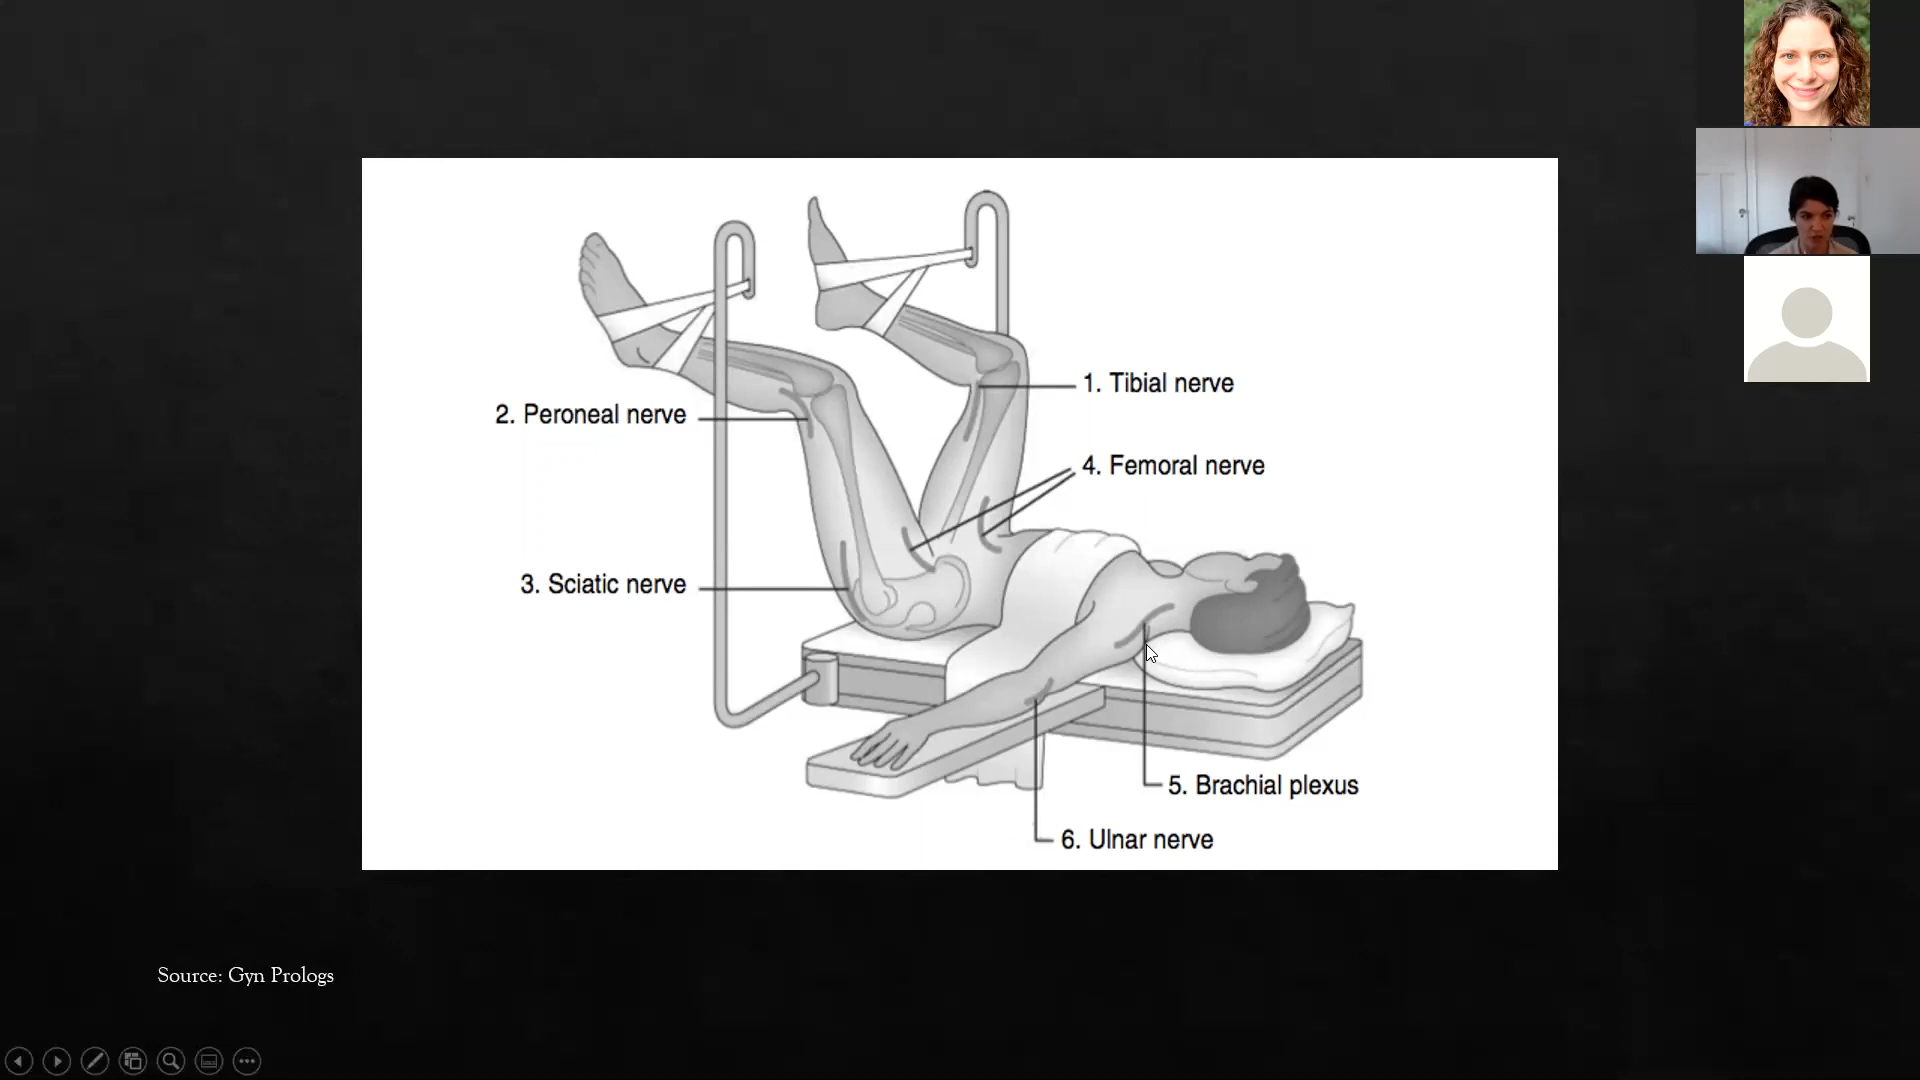 1. Tibial nerve
2. Peroneal nerve
4. Femoral nerve
3. Sciatic nerve
5. Brachial plexus
6. Ulnar nerve
Source: Gyn Prologs